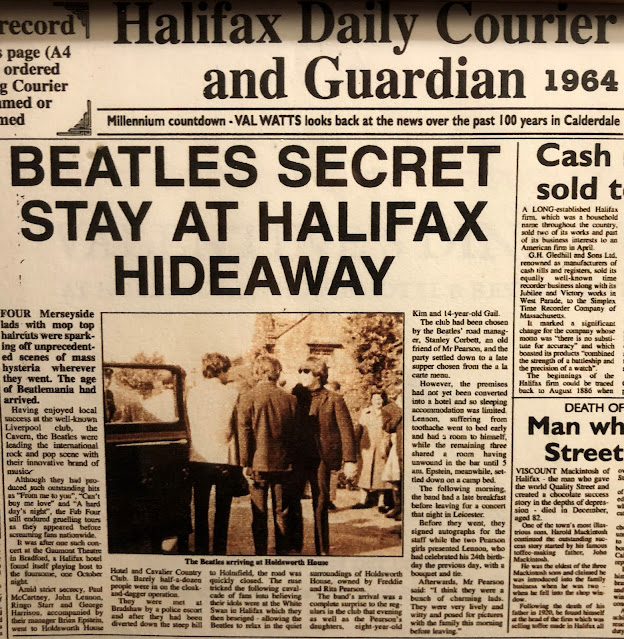 record
s page (A4
ordered
g Courier
amed or
med
Halifax Daily Courier
and Guardian 1964
Millennium countdown - VAL WATTS looks back at the news over the past 100 years in Calderdale
BEATLES SECRET
STAY AT HALIFAX
HIDEAWAY
FOUR Merseyside
lads with mop top
haircuts were spark-
ing off unprecedent-
ed scenes of mass
hysteria wherever
they went. The age
of Beatlemania had
arrived.
Having enjoyed local
success at the well-known
Liverpool club, the
Cavern, the Beatles were
leading the international
rock and pop scene with
their innovative brand of
music.
Although they had pro-
duced such outstanding hits
as "From me to you", "Can't
buy me love" and "A hard
day's night", the Fab Four
still endured gruelling tours
as they appeared before
screaming fans nationwide.
It was after one such con-
cert at the Gaumont Theatre
in Bradford, a Halifax hotel
found itself playing host to
the foursome, one October
night.
Amid strict secrecy, Paul
McCartney, John Lennon,
Ringo Starr and George
Harrison, accompanied by
their manager Brian Epstein,
went to Holdsworth House
The Beatles arriving at Holdsworth House
Hotel and Cavalier Country
Club. Barely half-a-dozen
people were in on the cloak-
and-dagger operation.
They were met at
Bradshaw by a police escort
and after they had been
diverted down the steep hill
to Holmfield, the road was
quickly closed. The ruse
tricked the following caval-
cade of fans into believing
their idols were at the White
Swan in Halifax which they
then besieged - allowing the
Beatles to relax in the quiet
surroundings of Holdsworth
House, owned by Freddie
and Rita Pearson.
The band's arrival was a
complete surprise to the reg-
ulars in the club that evening
as well as the Pearson's
daughters, eight-year-old
Kim and 14-year-old Gail.
The club had been chosen
by the Beatles' road manag-
er, Stanley Corbett, an old
friend of Mr Pearson, and the
party settled down to a late
supper chosen from the a la
carte menu.
However, the premises
had not yet been converted
into a hotel and so sleeping
accommodation was limited.
Lennon, suffering from
toothache went to bed early
and had a room to himself,
while the remaining three
shared a room having
unwound in the bar until 5
am. Epstein, meanwhile, set-
tled down on a camp bed.
The following morning,
the band had a late breakfast
before leaving for a concert
that night in Leicester.
Before they went, they
signed autographs for the
staff while the two Pearson
girls presented Lennon, who
had celebrated his 24th birth-
day the previous day, with a
bouquet and tie.
Afterwards, Mr Pearson
said: "I think they were a
bunch of charming lads.
They were very lively and
witty and posed for pictures
with the family this morning
before leaving."
Cash
sold t
A LONG-established Halifax
firm, which was a household
name throughout the country,
sold two of its works and part
of its business interests to an
American firm in April.
G.H. Gledhill and Sons Ltd,
renowned as manufacturers of
cash tills and registers, sold its
equally well-known time
recorder business along with its
Jubilee and Victory works in
West Parade, to the Simplex
Time Recorder Company of
Massachusetts.
It marked a significant
change for the company whose
motto was "there is no substi-
tute for accuracy" and which
boasted its products "combined
the strength of a battleship and
the precision of a watch".
The beginnings of the
Halifax firm could be traced
back to August 1886 when
DEATH OF
Man wh
Street
VISCOUNT Mackintosh of
Halifax - the man who gave
the world Quality Street and
created a chocolate success
story in the depths of depres-
sion - died in December,
aged 82.
One of the town's most illus-
trious sons, Harold Mackintosh
continued the outstanding suc-
cess story started by his famous
toffee-making father, John
Mackintosh.
He was the eldest of the three
Mackintosh sons and claimed he
was introduced into the family
business when he was two -
when he fell into the shop win-
dow.
Following the death of his
father in 1920, he found himself
at the head of the firm which was
selling toffee made in Halifax all